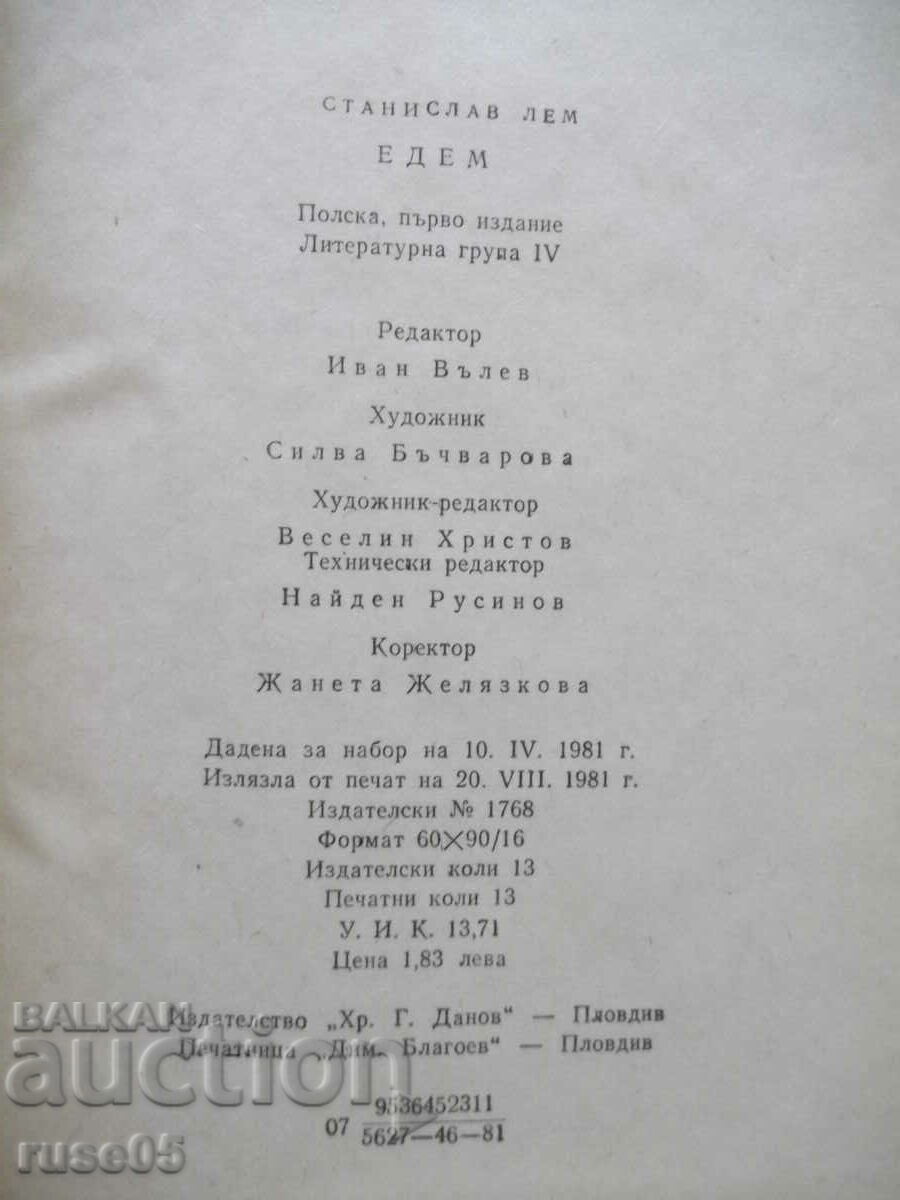 СТАНИСЛАВ ЛЕМ
ЕДЕМ
Полска, първо издание
Литературна група IV
Редактор
Иван Вълев
Художник
Силва Бъчварова
Художник-редактор
Веселин Христов
Технически редактор
Найден Русинов
Коректор
Жанета Желязкова
Дадена за набор на 10. IV. 1981 г.
Излязла от печат на 20. VIII. 1981 г.
Издателски № 1768
Формат 60×90/16
Издателски коли 13
Печатни коли 13
У. И. К. 13,71
Цена 1,83 лева
Издателство „Хр. Г. Данов“ — Пловдив
Печатница „Дим. Благоев“ — Пловдив
9536452311
07
5627—46—81
BALKAN
auction
ruse05